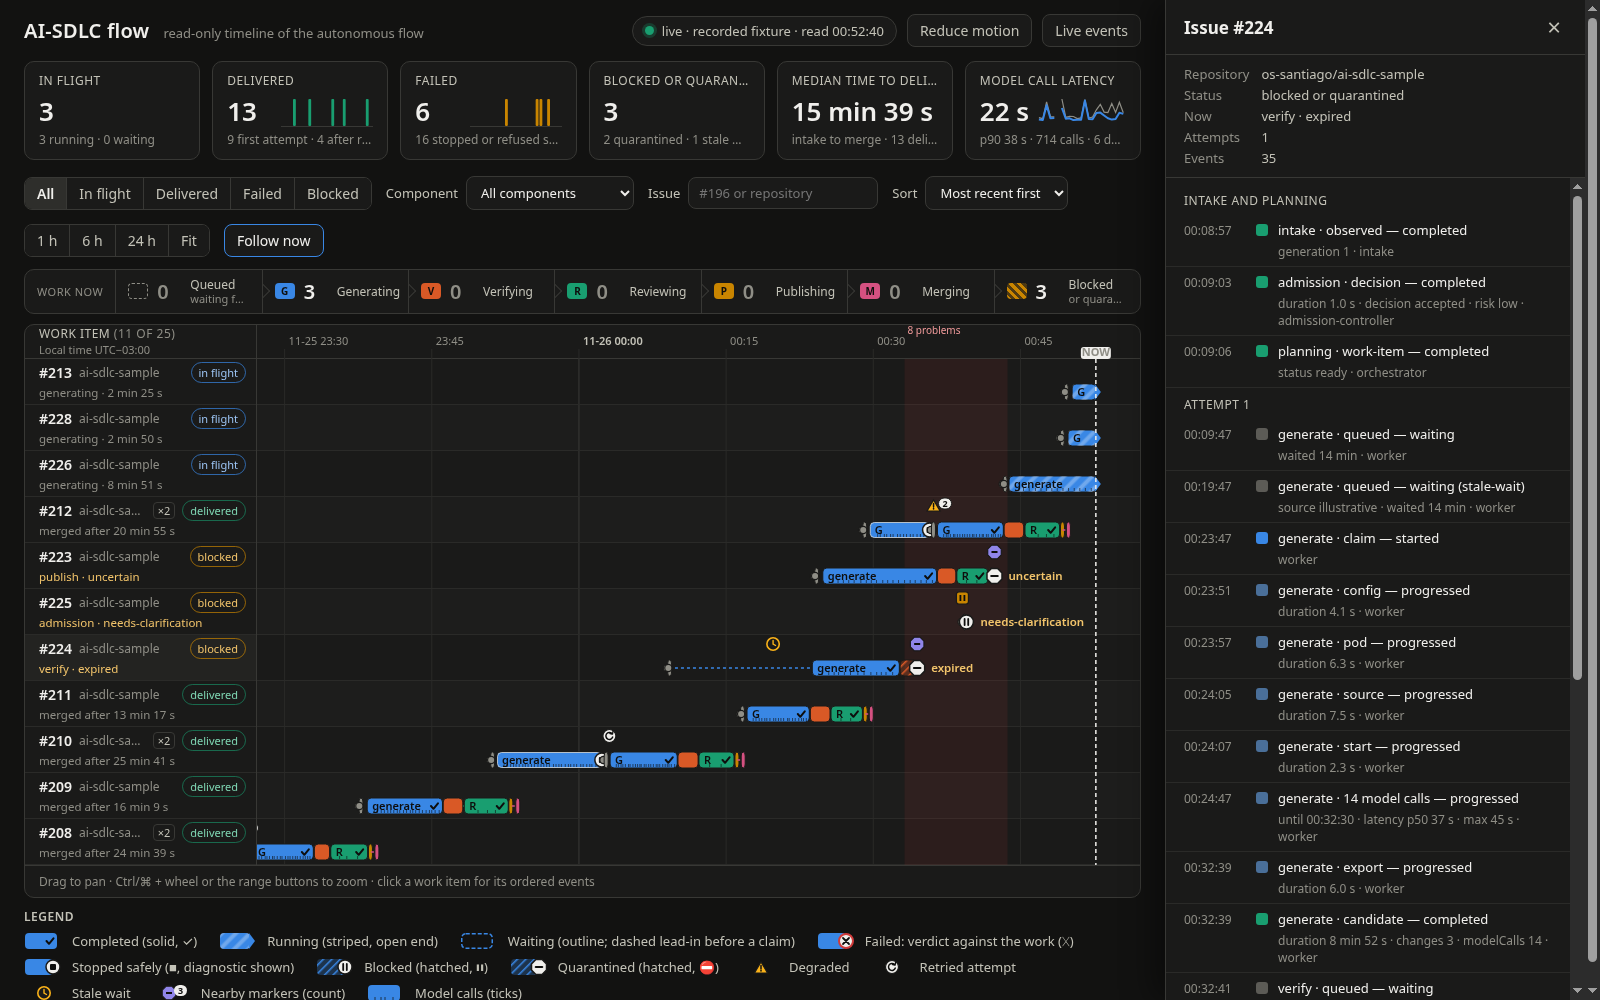 AI-SDLC flow
read-only timeline of the autonomous flow
live · recorded fixture · read 00:52:40
Reduce motion
Live events
IN FLIGHT
3
3 running · 0 waiting
DELIVERED
13
9 first attempt · 4 after r…
FAILED
6
16 stopped or refused s…
BLOCKED OR QUARAN…
3
2 quarantined · 1 stale …
MEDIAN TIME TO DELI…
15 min 39 s
intake to merge · 13 deli…
MODEL CALL LATENCY
22 s
p90 38 s · 714 calls · 6 d…
All
In flight
Delivered
Failed
Blocked
Component
All components
Issue
#196 or repository
Sort
Most recent first
1 h
6 h
24 h
Fit
Follow now
WORK NOW
0
Queued
waiting f…
G
3
Generating
V
0
Verifying
R
0
Reviewing
P
0
Publishing
M
0
Merging
3
Blocked
or quara…
WORK ITEM (11 OF 25)
Local time UTC−03:00
8 problems
11-25 23:30
23:45
11-26 00:00
00:15
00:30
00:45
NOW
#213 ai-sdlc-sample in flight
generating · 2 min 25 s
G
#228 ai-sdlc-sample in flight
generating · 2 min 50 s
G
#226 ai-sdlc-sample in flight
generating · 8 min 51 s
generate
#212 ai-sdlc-sa… ×2 delivered
merged after 20 min 55 s
2
G
G
R
#223 ai-sdlc-sample blocked
publish · uncertain
generate
R
uncertain
#225 ai-sdlc-sample blocked
admission · needs-clarification
needs-clarification
#224 ai-sdlc-sample blocked
verify · expired
generate
expired
#211 ai-sdlc-sample delivered
merged after 13 min 17 s
G
R
#210 ai-sdlc-sa… ×2 delivered
merged after 25 min 41 s
generate
G
R
#209 ai-sdlc-sample delivered
merged after 16 min 9 s
generate
R
#208 ai-sdlc-sa… ×2 delivered
merged after 24 min 39 s
G
R
Drag to pan · Ctrl/⌘ + wheel or the range buttons to zoom · click a work item for its ordered events
LEGEND
Completed (solid, ✓)
Running (striped, open end)
Waiting (outline; dashed lead-in before a claim)
Failed: verdict against the work (☓)
Stopped safely (■, diagnostic shown)
Blocked (hatched, ⏸)
Quarantined (hatched, ⛔)
Degraded
Retried attempt
Stale wait
3
Nearby markers (count)
Model calls (ticks)
Issue #224
×
Repository os-santiago/ai-sdlc-sample
Status blocked or quarantined
Now verify · expired
Attempts 1
Events 35
INTAKE AND PLANNING
00:08:57 intake · observed — completed
generation 1 · intake
00:09:03 admission · decision — completed
duration 1.0 s · decision accepted · risk low ·
admission-controller
00:09:06 planning · work-item — completed
status ready · orchestrator
ATTEMPT 1
00:09:47 generate · queued — waiting
waited 14 min · worker
00:19:47 generate · queued — waiting (stale-wait)
source illustrative · waited 14 min · worker
00:23:47 generate · claim — started
worker
00:23:51 generate · config — progressed
duration 4.1 s · worker
00:23:57 generate · pod — progressed
duration 6.3 s · worker
00:24:05 generate · source — progressed
duration 7.5 s · worker
00:24:07 generate · start — progressed
duration 2.3 s · worker
00:24:47 generate · 14 model calls — progressed
until 00:32:30 · latency p50 37 s · max 45 s ·
worker
00:32:39 generate · export — progressed
duration 6.0 s · worker
00:32:39 generate · candidate — completed
duration 8 min 52 s · changes 3 · modelCalls 14 ·
worker
00:32:41 verify · queued — waiting